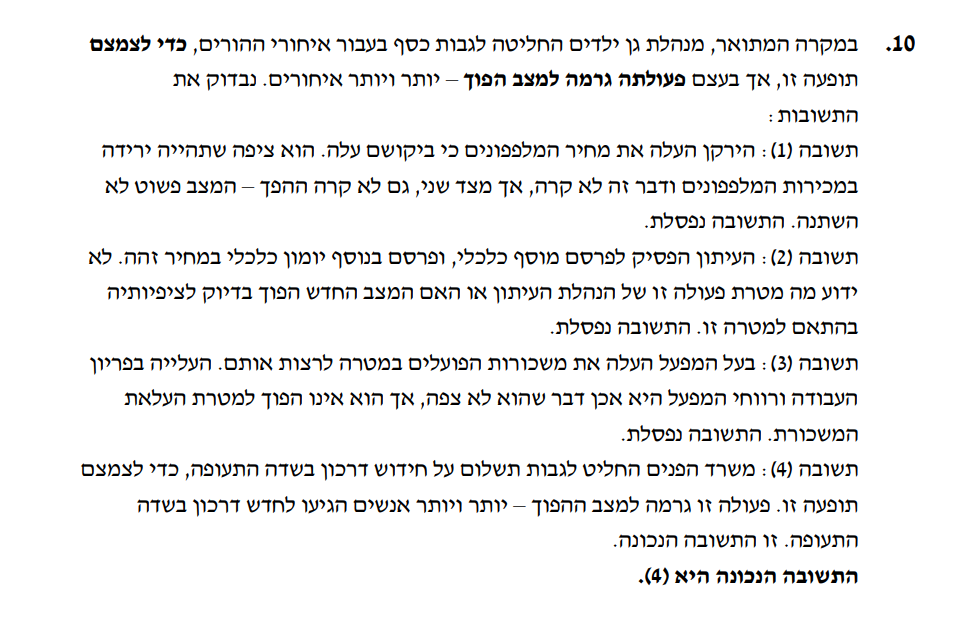 10. במקרה המתואר, מנהלת גן ילדים החליטה לגבות כסף בעבור איחורי ההורים, כדי לצמצם
תופעה זו, אך בעצם פעולתה גרמה למצב הפוך – יותר ויותר איחורים. נבדוק את
התשובות:
תשובה (1): הירקן העלה את מחיר המלפפונים כי ביקושם עלה. הוא ציפה שתהייה ירידה
במכירות המלפפונים ודבר זה לא קרה, אך מצד שני, גם לא קרה ההפך – המצב פשוט לא
השתנה. התשובה נפסלת.
תשובה (2): העיתון הפסיק לפרסם מוסף כלכלי, ופרסם בנוסף יומון כלכלי במחיר זהה. לא
ידוע מה מטרת פעולה זו של הנהלת העיתון או האם המצב החדש הפוך בדיוק לציפיותיה
בהתאם למטרה זו. התשובה נפסלת.
תשובה (3): בעל המפעל העלה את משכורות הפועלים במטרה לרצות אותם. העלייה בפריון
העבודה ורווחי המפעל היא אכן דבר שהוא לא צפה, אך הוא אינו הפוך למטרת העלאת
המשכורת. התשובה נפסלת.
תשובה (4): משרד הפנים החליט לגבות תשלום על חידוש דרכון בשדה התעופה, כדי לצמצם
תופעה זו. פעולה זו גרמה למצב ההפוך – יותר ויותר אנשים הגיעו לחדש דרכון בשדה
התעופה. זו התשובה הנכונה.
התשובה הנכונה היא (4).